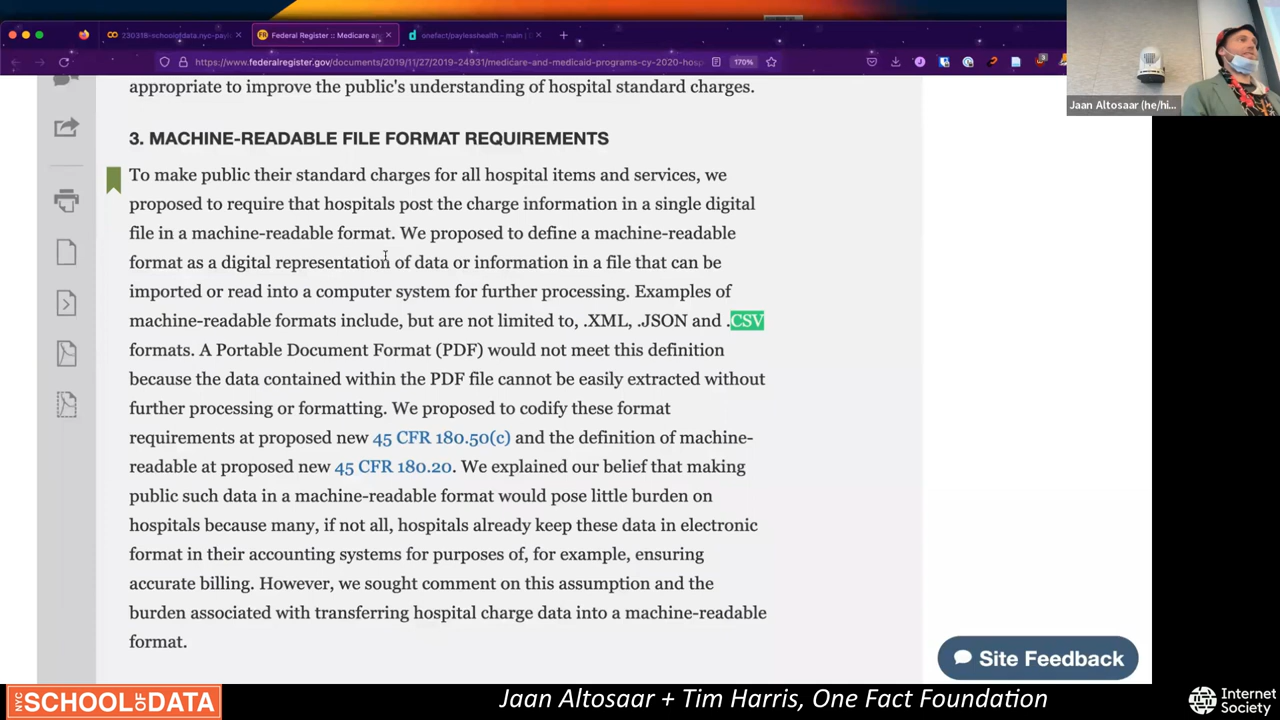 230318-schoolofdata.nyc-payl
Federal Register :: Medicare an
onefact/paylesshealth – main |
https://www.federalregister.gov/documents/2019/11/27/2019-24931/medicare-and-medicaid-programs-cy-2020-hosp
170%
Jaan Altosaar (he/hi...
appropriate to improve the public's understanding of hospital standard charges.
3. MACHINE-READABLE FILE FORMAT REQUIREMENTS
To make public their standard charges for all hospital items and services, we
proposed to require that hospitals post the charge information in a single digital
file in a machine-readable format. We proposed to define a machine-readable
format as a digital representation of data or information in a file that can be
imported or read into a computer system for further processing. Examples of
machine-readable formats include, but are not limited to, .XML, .JSON and .CSV
formats. A Portable Document Format (PDF) would not meet this definition
because the data contained within the PDF file cannot be easily extracted without
further processing or formatting. We proposed to codify these format
requirements at proposed new 45 CFR 180.50(c) and the definition of machine-
readable at proposed new 45 CFR 180.20. We explained our belief that making
public such data in a machine-readable format would pose little burden on
hospitals because many, if not all, hospitals already keep these data in electronic
format in their accounting systems for purposes of, for example, ensuring
accurate billing. However, we sought comment on this assumption and the
burden associated with transferring hospital charge data into a machine-readable
format.
Site Feedback
NYC SCHOOL OF DATA
Jaan Altosaar + Tim Harris, One Fact Foundation
Internet
Society